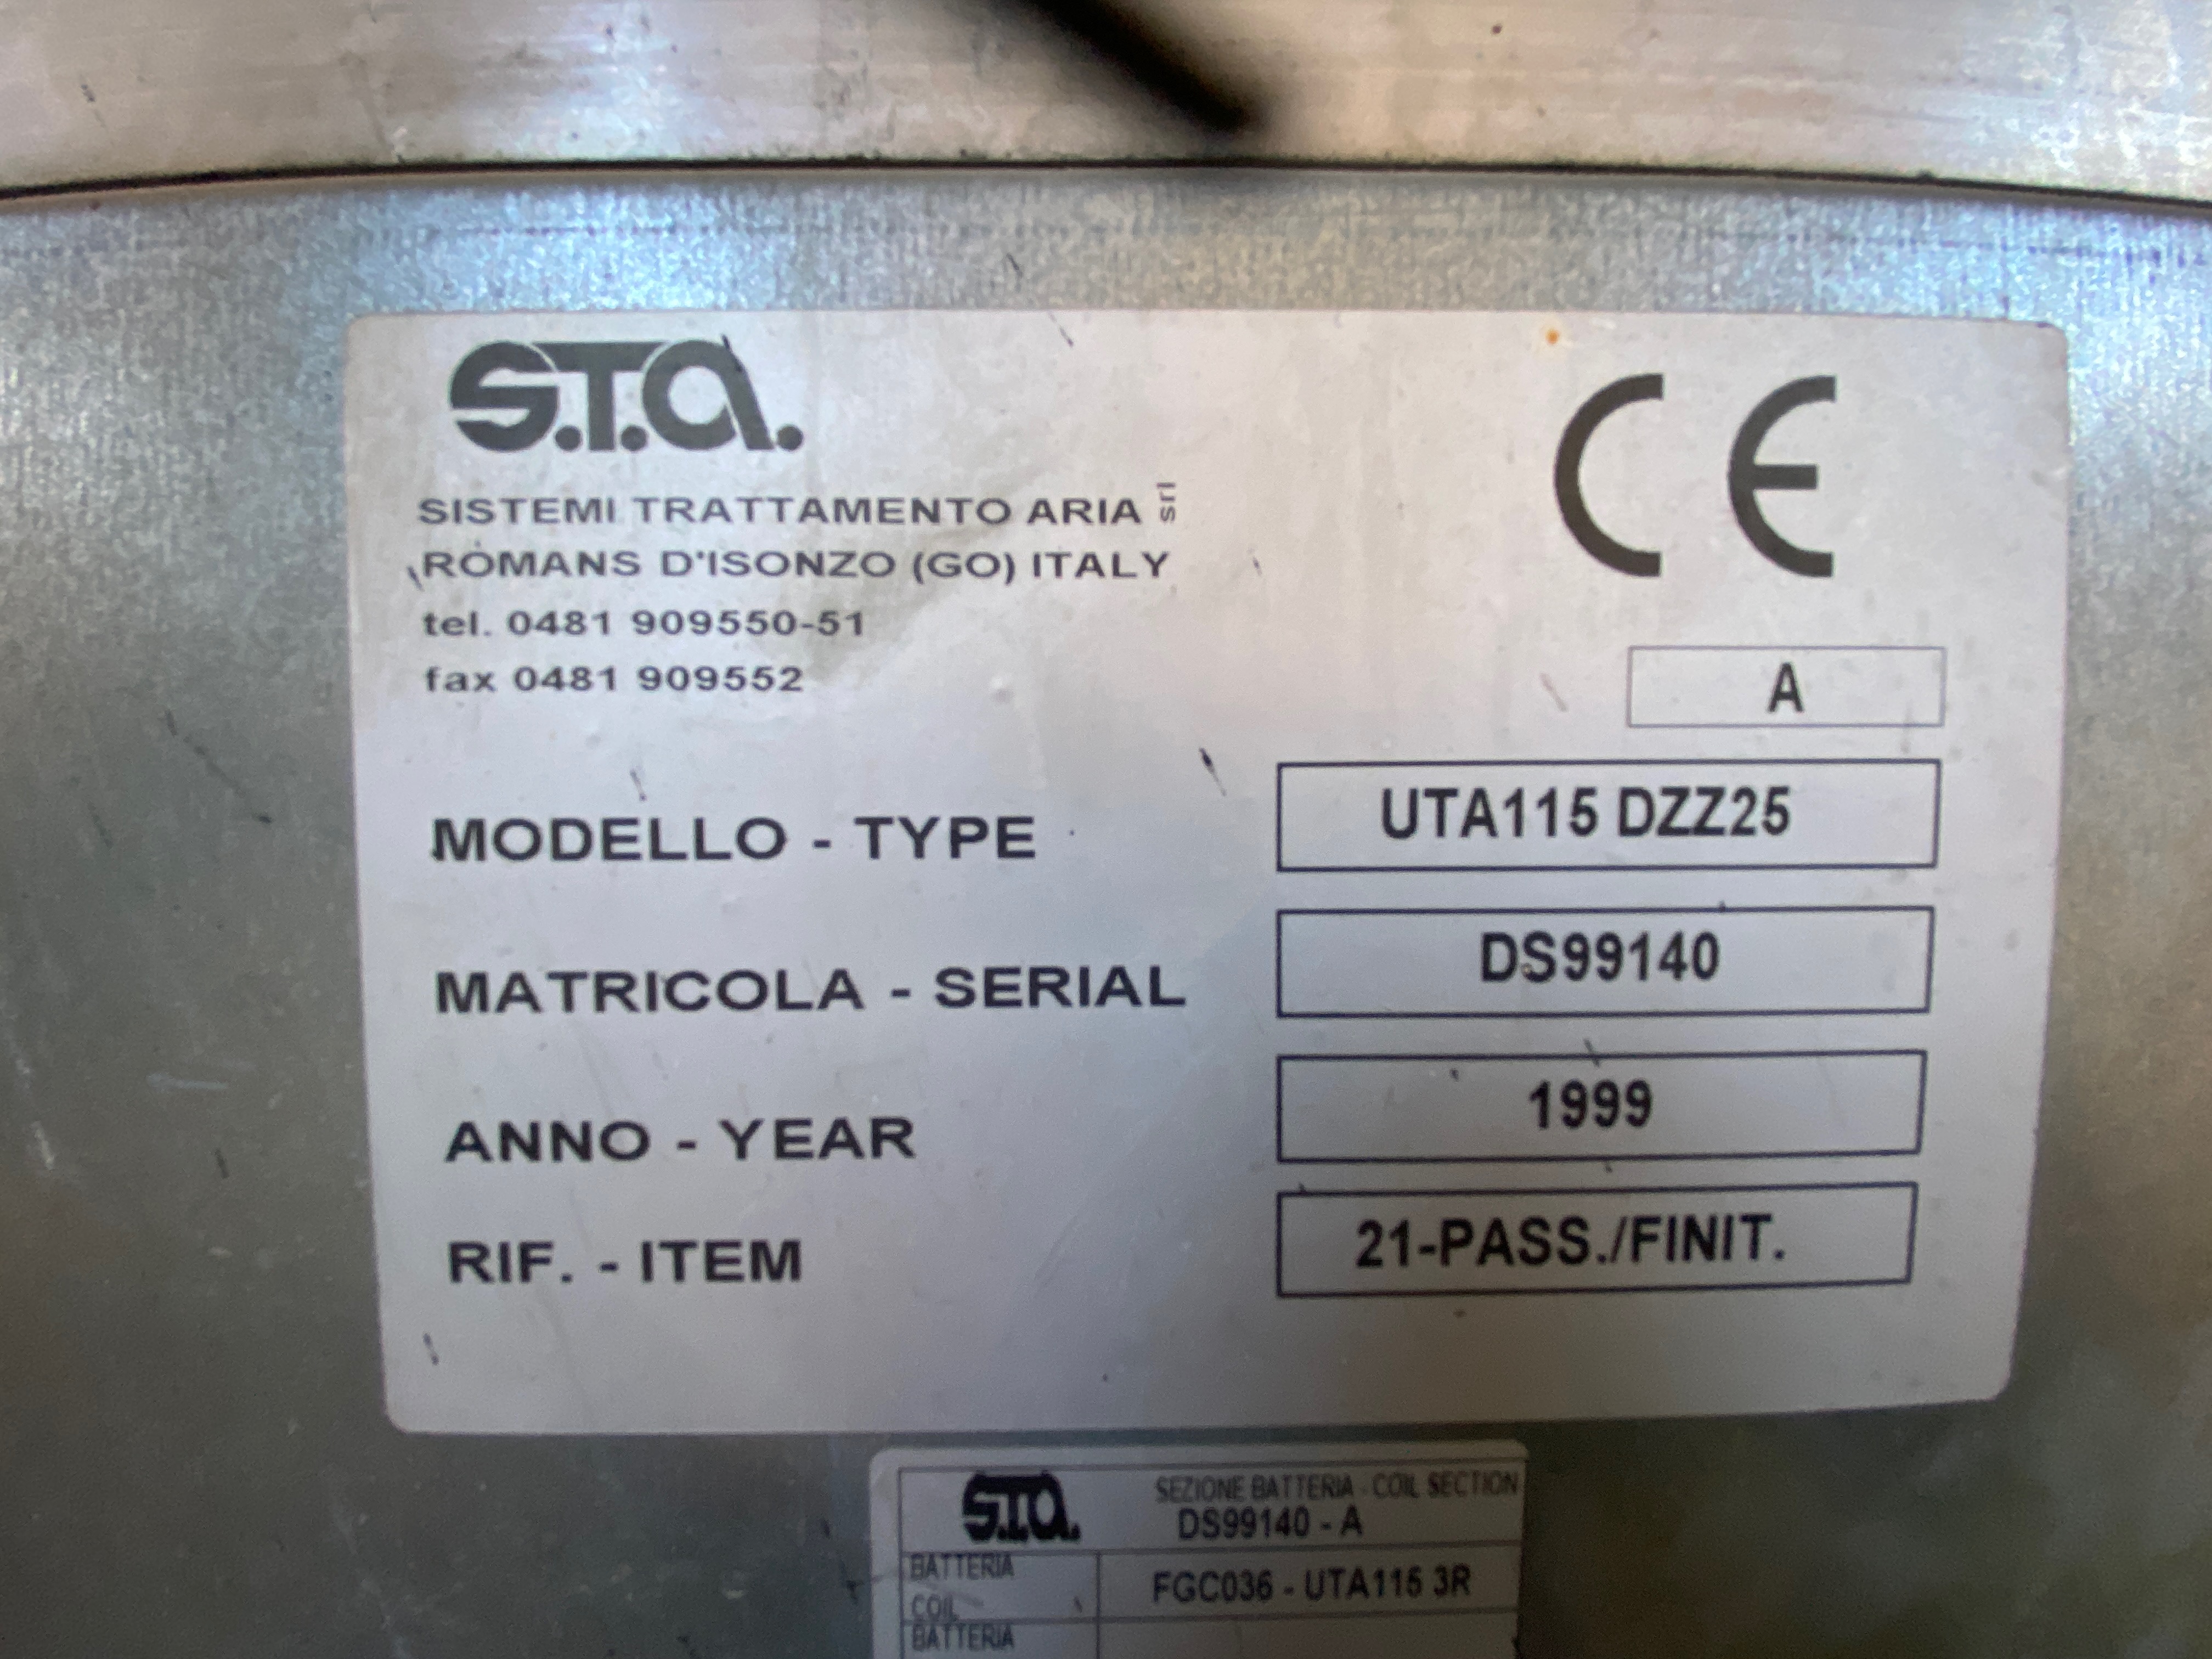 S.T.A.
SISTEMI TRATTAMENTO ARIA srl
ROMANS D'ISONZO (GO) ITALY
tel. 0481 909550-51
fax 0481 909552
CE
A
MODELLO - TYPE UTA115 DZZ25
MATRICOLA - SERIAL DS99140
ANNO - YEAR 1999
RIF. - ITEM 21-PASS./FINIT.
S.T.A. SEZIONE BATTERIA - COIL SECTION
DS99140 - A
BATTERIA
COIL FGC036 - UTA115 3R
BATTERIA